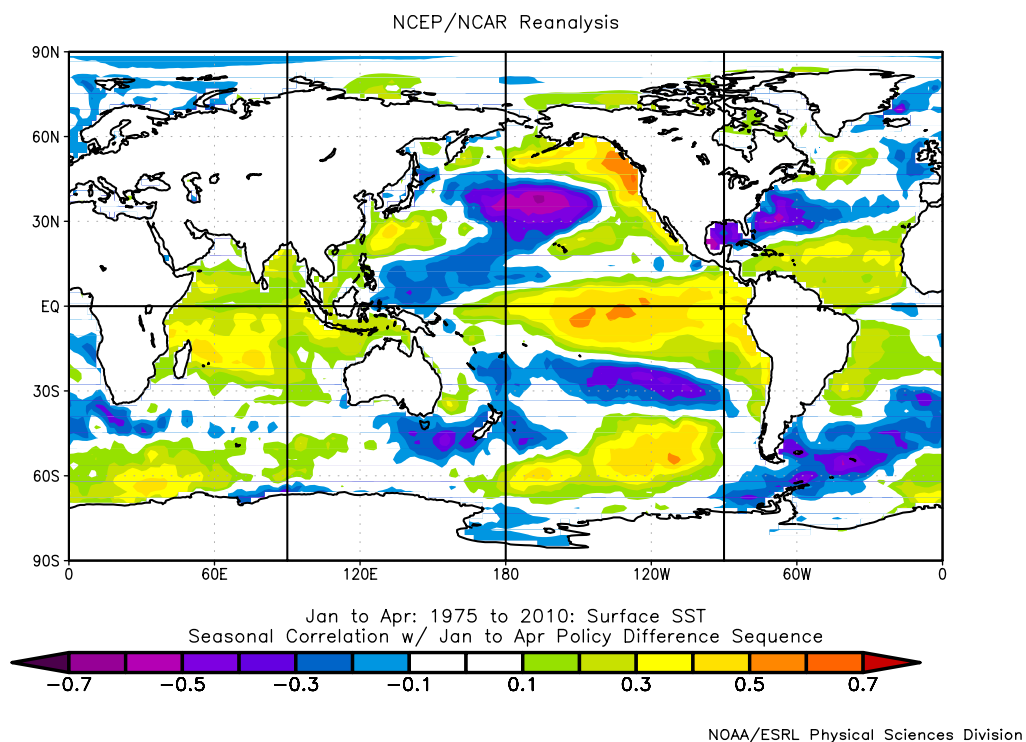 NCEP/NCAR Reanalysis
90N
60N
30N
EQ
30S
60S
90S
0 60E 120E 180 120W 60W 0
Jan to Apr: 1975 to 2010: Surface SST
Seasonal Correlation w/ Jan to Apr Policy Difference Sequence
−0.7 −0.5 −0.3 −0.1 0.1 0.3 0.5 0.7
NOAA/ESRL Physical Sciences Division